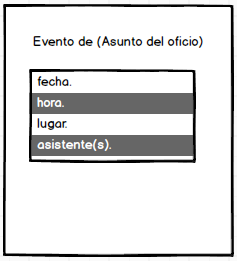 Evento de (Asunto del oficio)
fecha.
hora.
lugar.
asistente(s).